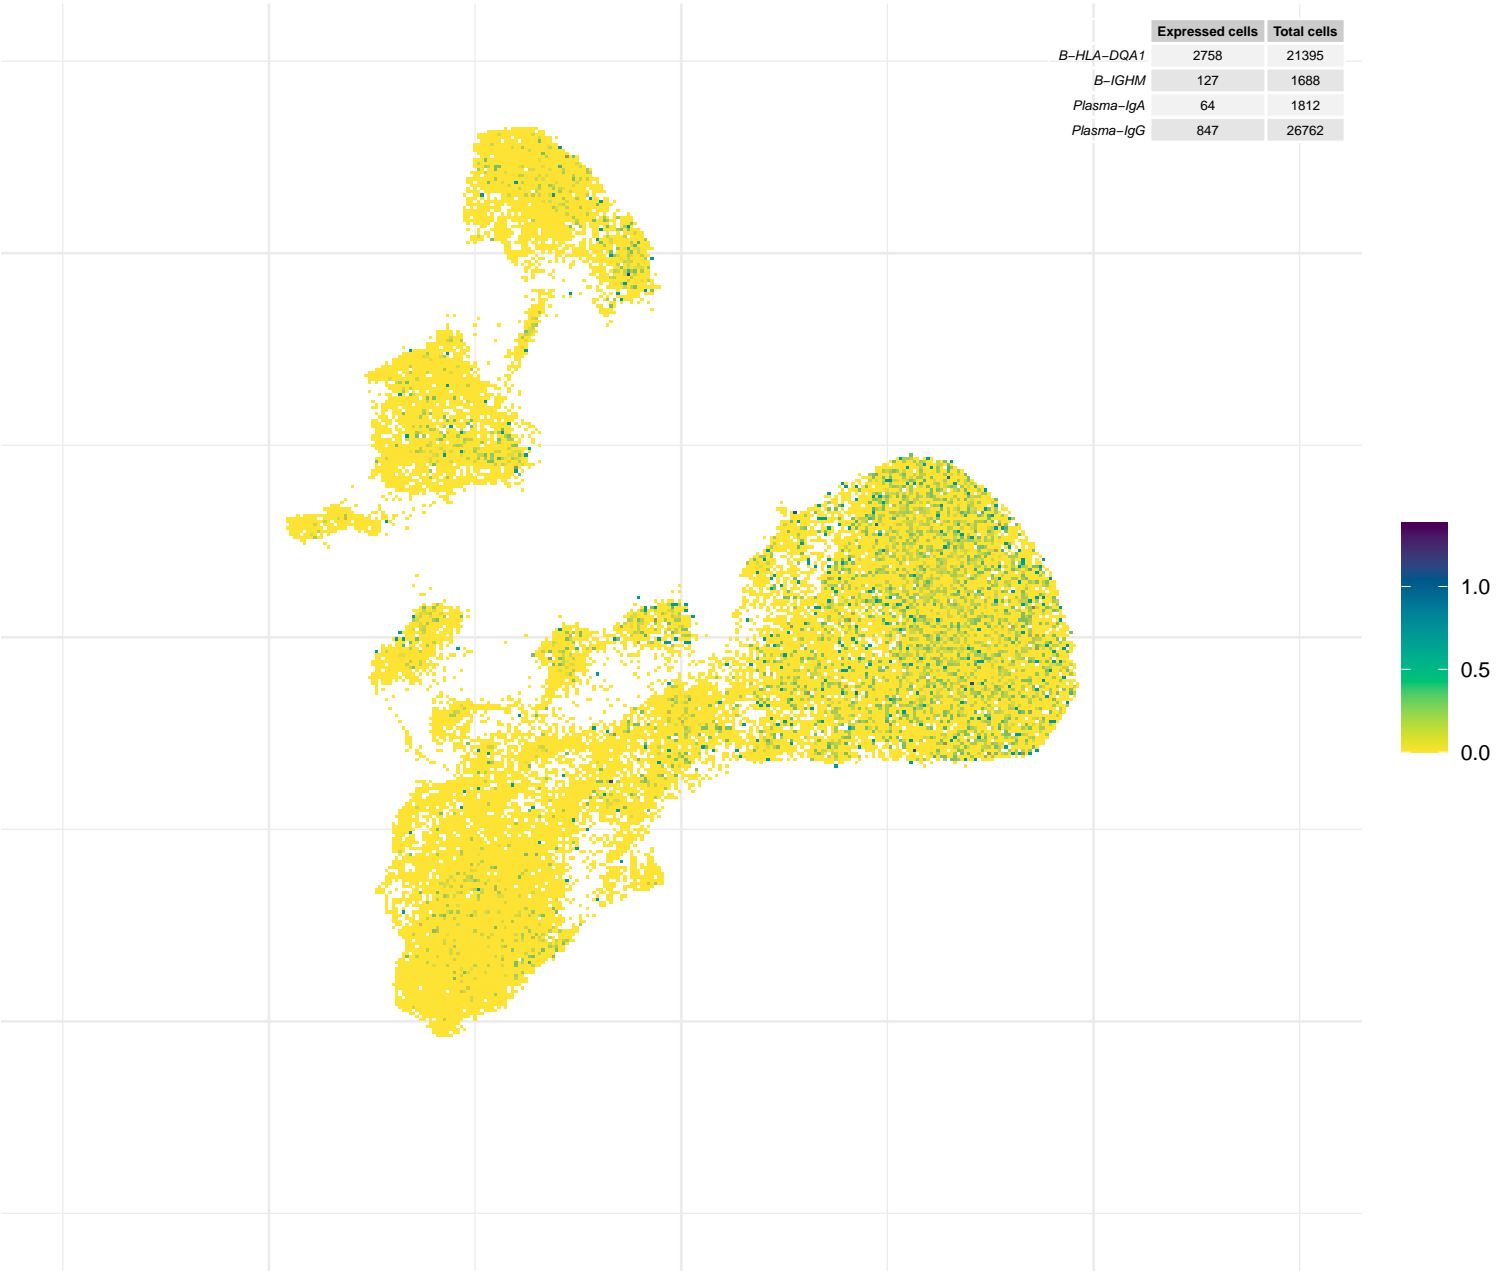 Expressed cells Total cells
B−HLA−DQA1 2758 21395
B−IGHM 127 1688
Plasma−IgA 64 1812
Plasma−IgG 847 26762
1.0
0.5
0.0